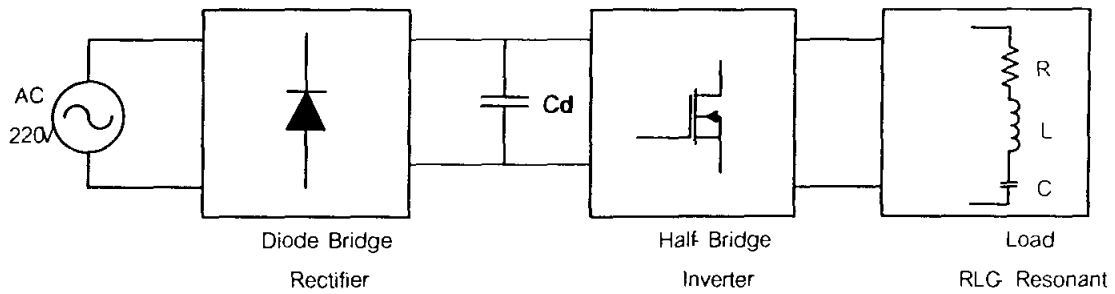 AC
220V
Cd
R
L
C
Diode Bridge
Rectifier
Half-Bridge
Inverter
Load
RLC Resonant